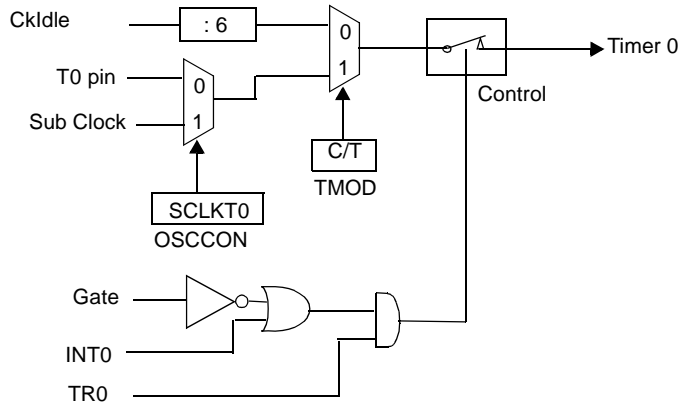 CkIdle
: 6
0
1
Timer 0
T0 pin
0
Sub Clock
1
Control
C/T
TMOD
SCLKT0
OSCCON
Gate
INT0
TR0